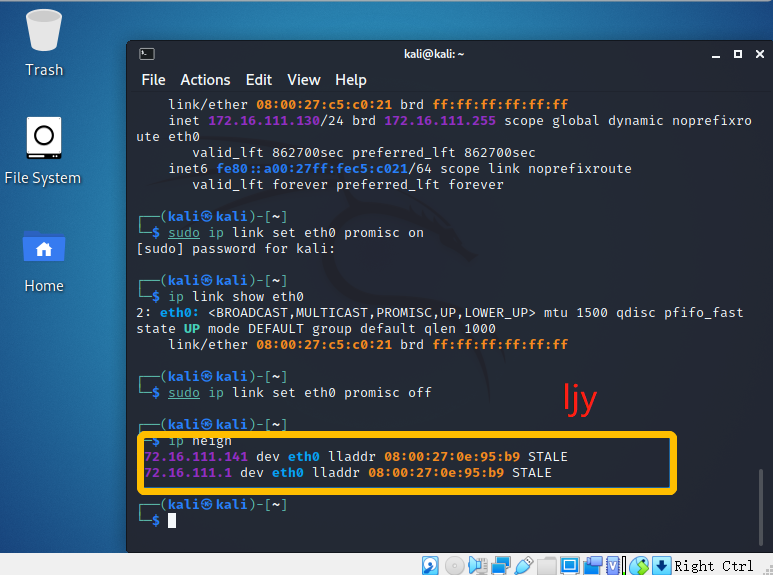 Trash
File System
Home
kali@kali: ~
File Actions Edit View Help
link/ether 08:00:27:c5:c0:21 brd ff:ff:ff:ff:ff:ff
inet 172.16.111.130/24 brd 172.16.111.255 scope global dynamic noprefixro
ute eth0
valid_lft 862700sec preferred_lft 862700sec
inet6 fe80::a00:27ff:fec5:c021/64 scope link noprefixroute
valid_lft forever preferred_lft forever
┌──(kali㉿kali)-[~]
└─$ sudo ip link set eth0 promisc on
[sudo] password for kali:
┌──(kali㉿kali)-[~]
└─$ ip link show eth0
2: eth0: <BROADCAST,MULTICAST,PROMISC,UP,LOWER_UP> mtu 1500 qdisc pfifo_fast
state UP mode DEFAULT group default qlen 1000
link/ether 08:00:27:c5:c0:21 brd ff:ff:ff:ff:ff:ff
┌──(kali㉿kali)-[~]
└─$ sudo ip link set eth0 promisc off
ljy
┌──(kali㉿kali)-[~]
─$ ip neigh
72.16.111.141 dev eth0 lladdr 08:00:27:0e:95:b9 STALE
72.16.111.1 dev eth0 lladdr 08:00:27:0e:95:b9 STALE
┌──(kali㉿kali)-[~]
└─$
Right Ctrl